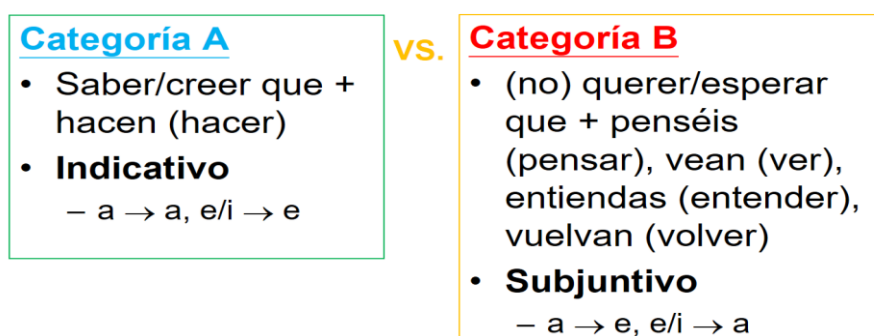 Categoría A
• Saber/creer que +
hacen (hacer)
• Indicativo
– a → a, e/i → e
vs.
Categoría B
• (no) querer/esperar
que + penséis
(pensar), vean (ver),
entiendas (entender),
vuelvan (volver)
• Subjuntivo
– a → e, e/i → a